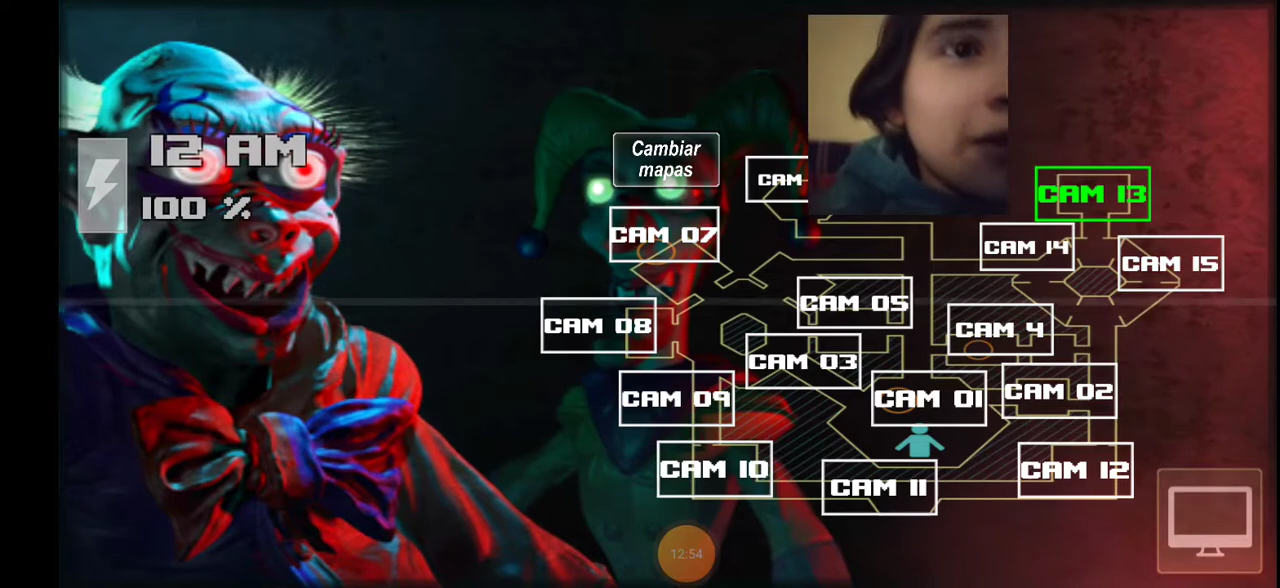 12 AM
100 %
Cambiar
mapas
CAM
CAM 13
CAM 07
CAM 14
CAM 15
CAM 05
CAM 08
CAM 4
CAM 03
CAM 02
CAM 09
CAM 01
CAM 10
CAM 11
CAM 12
12:54